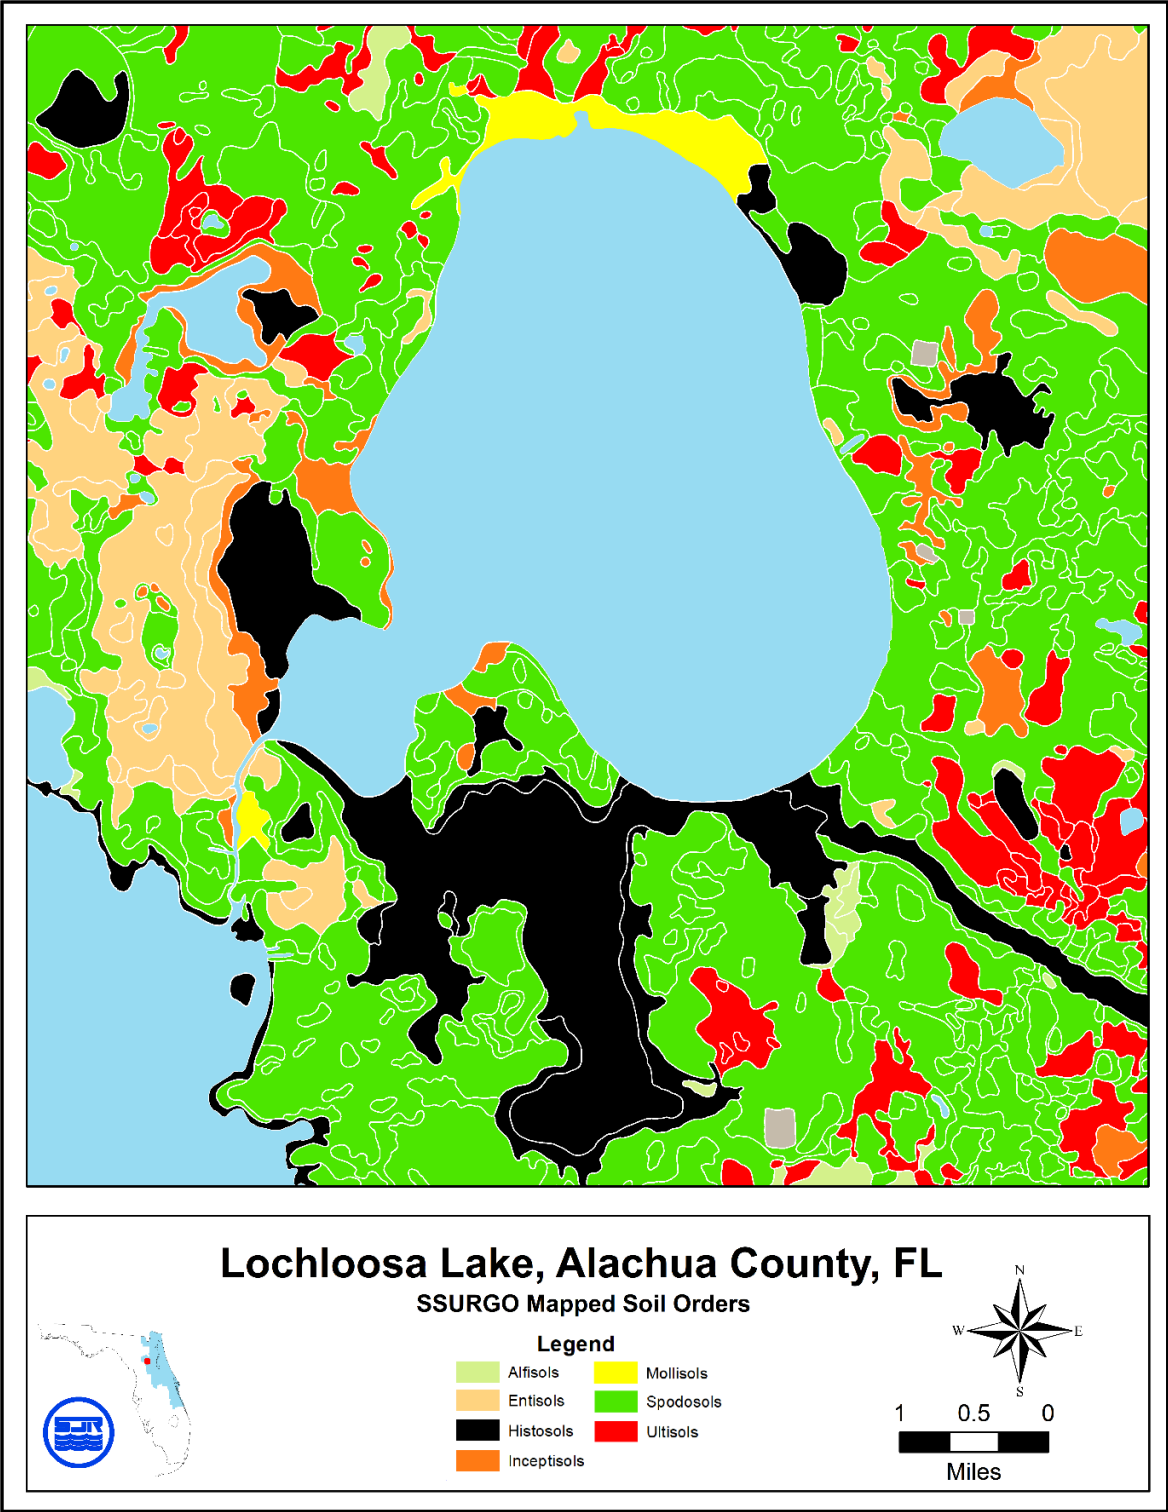 Lochloosa Lake, Alachua County, FL
SSURGO Mapped Soil Orders
Legend
Alfisols
Entisols
Histosols
Inceptisols
Mollisols
Spodosols
Ultisols
N
W E
S
1 0.5 0
Miles
SJR